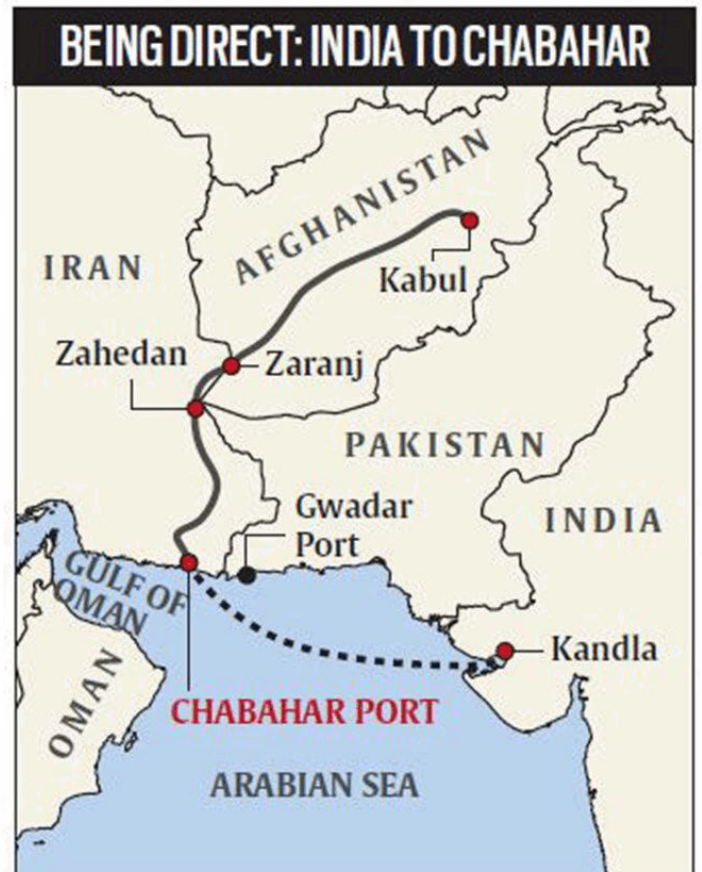 BEING DIRECT: INDIA TO CHABAHAR
AFGHANISTAN
IRAN
Kabul
Zahedan
Zaranj
PAKISTAN
Gwadar
Port
INDIA
GULF OF
OMAN
Kandla
OMAN
CHABAHAR PORT
ARABIAN SEA